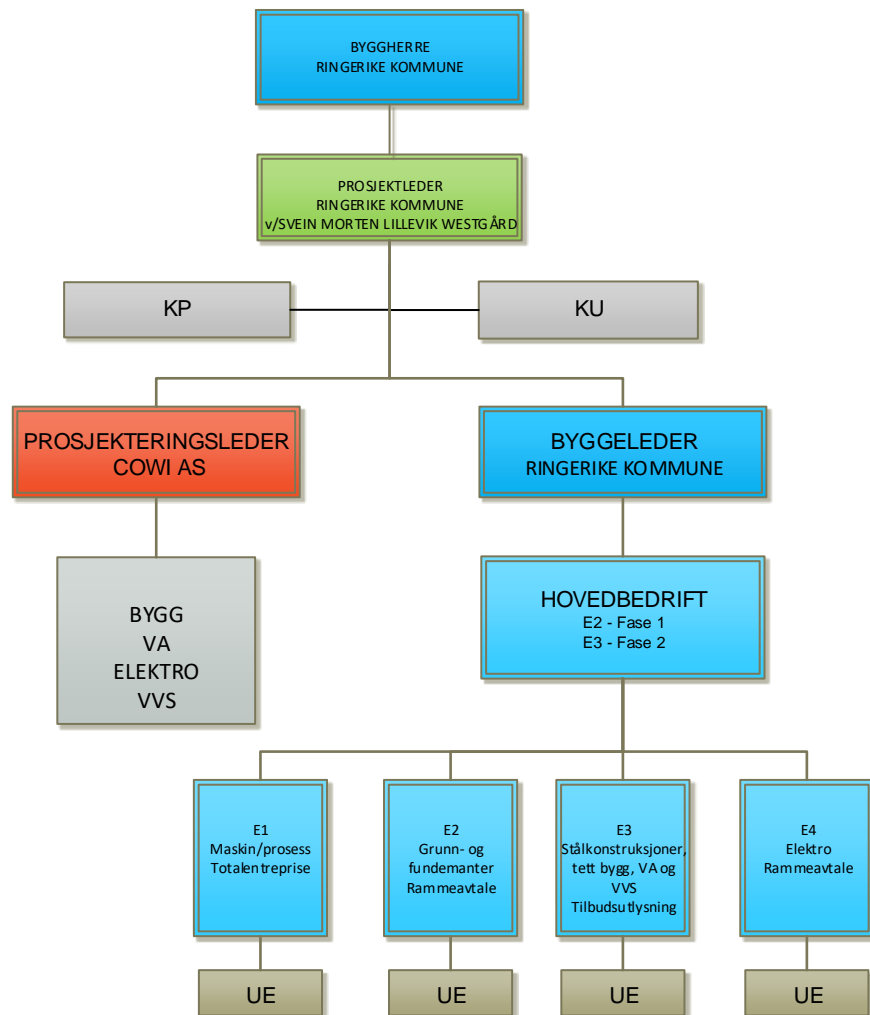 BYGGHERRE
RINGERIKE KOMMUNE
PROSJEKTLEDER
RINGERIKE KOMMUNE
v/SVEIN MORTEN LILLEVIK WESTGÅRD
KP
KU
PROSJEKTERINGSLEDER
COWI AS
BYGGELEDER
RINGERIKE KOMMUNE
BYGG
VA
ELEKTRO
VVS
HOVEDBEDRIFT
E2 - Fase 1
E3 - Fase 2
E1
Maskin/prosess
Totalentreprise
E2
Grunn- og
fundemanter
Rammeavtale
E3
Stålkonstruksjoner,
tett bygg, VA og
VVS
Tilbudsutlysning
E4
Elektro
Rammeavtale
UE
UE
UE
UE